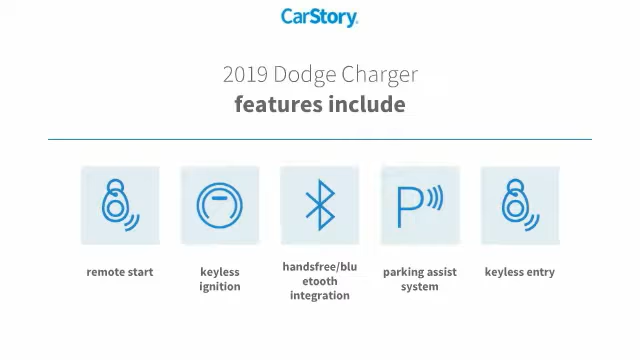 CarStory
2019 Dodge Charger
features include
P
remote start
keyless
ignition
handsfree/blu
etooth
integration
parking assist
system
keyless entry